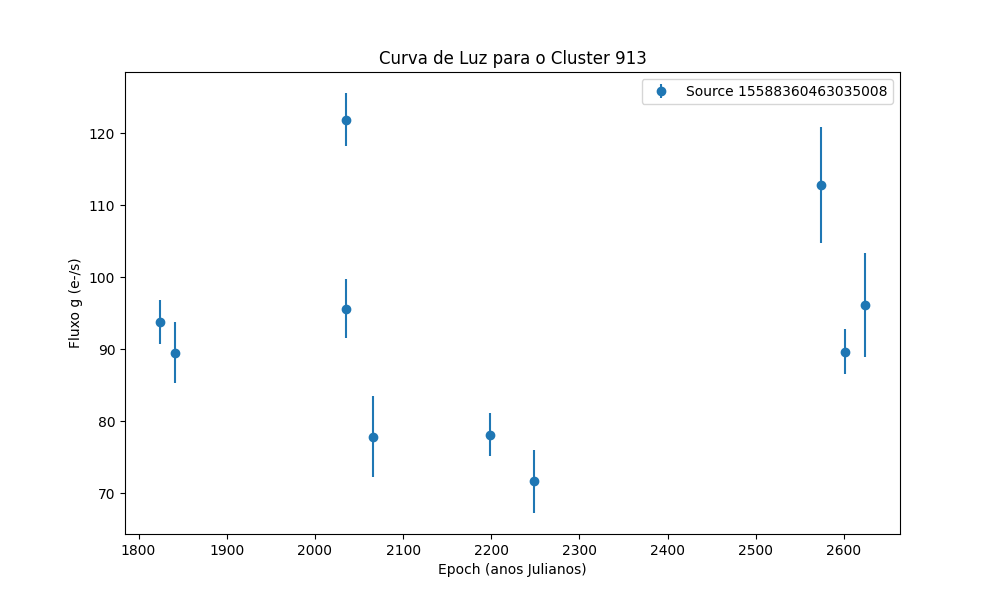 Curva de Luz para o Cluster 913
Source 15588360463035008
120
110
100
90
80
70
Fluxo g (e-/s)
1800 1900 2000 2100 2200 2300 2400 2500 2600
Epoch (anos Julianos)